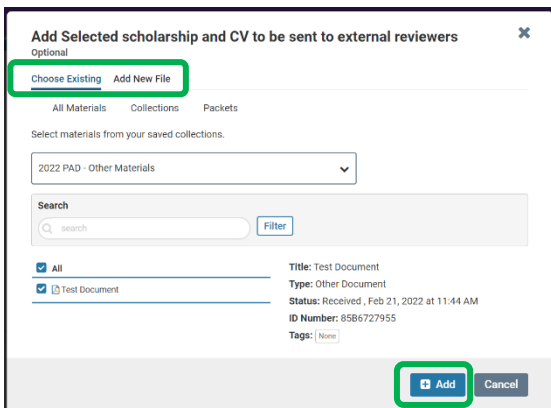 Add Selected scholarship and CV to be sent to external reviewers
Optional
Choose Existing Add New File
All Materials Collections Packets
Select materials from your saved collections.
2022 PAD - Other Materials
Search
search Filter
All
Test Document
Title: Test Document
Type: Other Document
Status: Received , Feb 21, 2022 at 11:44 AM
ID Number: 85B6727955
Tags: None
Add Cancel